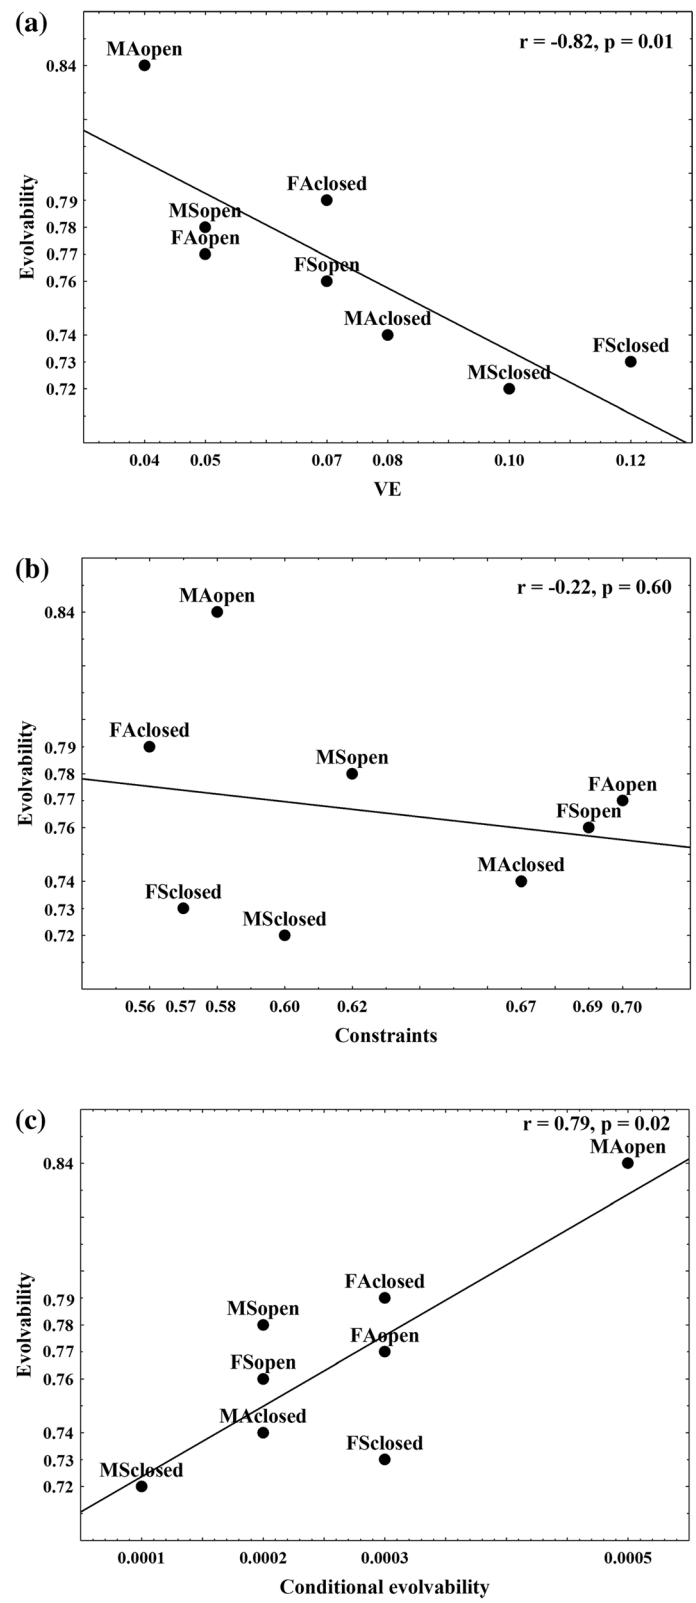 (a)
r = -0.82, p = 0.01
MAopen
0.84
FAclosed
0.79
MSopen
0.78
FAopen
0.77
FSopen
0.76
MAclosed
0.74
FSclosed
0.73
MSclosed
0.72
Evolvability
0.04 0.05 0.07 0.08 0.10 0.12
VE
(b)
r = -0.22, p = 0.60
MAopen
0.84
FAclosed
0.79
MSopen
0.78
FAopen
0.77
FSopen
0.76
MAclosed
0.74
FSclosed
0.73
MSclosed
0.72
Evolvability
0.56 0.57 0.58 0.60 0.62 0.67 0.69 0.70
Constraints
(c)
r = 0.79, p = 0.02
MAopen
0.84
FAclosed
0.79
MSopen
0.78
FAopen
0.77
FSopen
0.76
MAclosed
0.74
FSclosed
0.73
MSclosed
0.72
Evolvability
0.0001 0.0002 0.0003 0.0005
Conditional evolvability